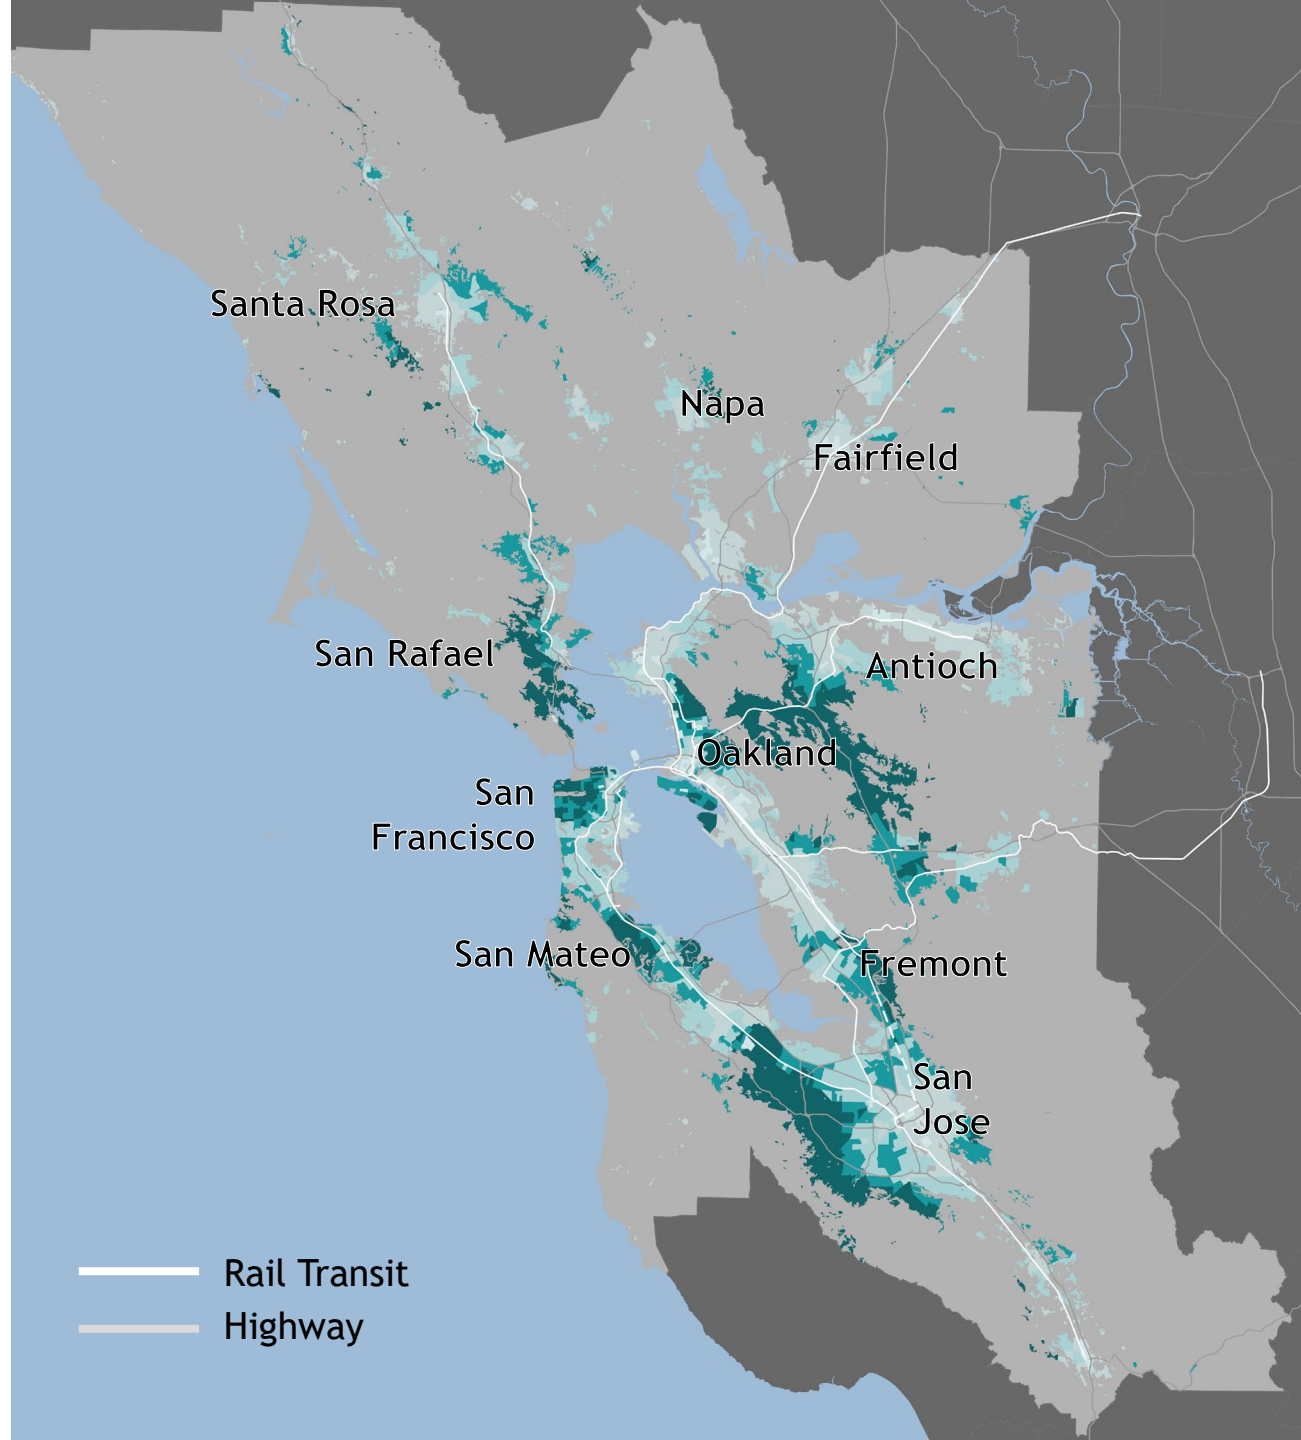 Santa Rosa
Napa
Fairfield
San Rafael
Antioch
Oakland
San
Francisco
San Mateo
Fremont
San
Jose
Rail Transit
Highway